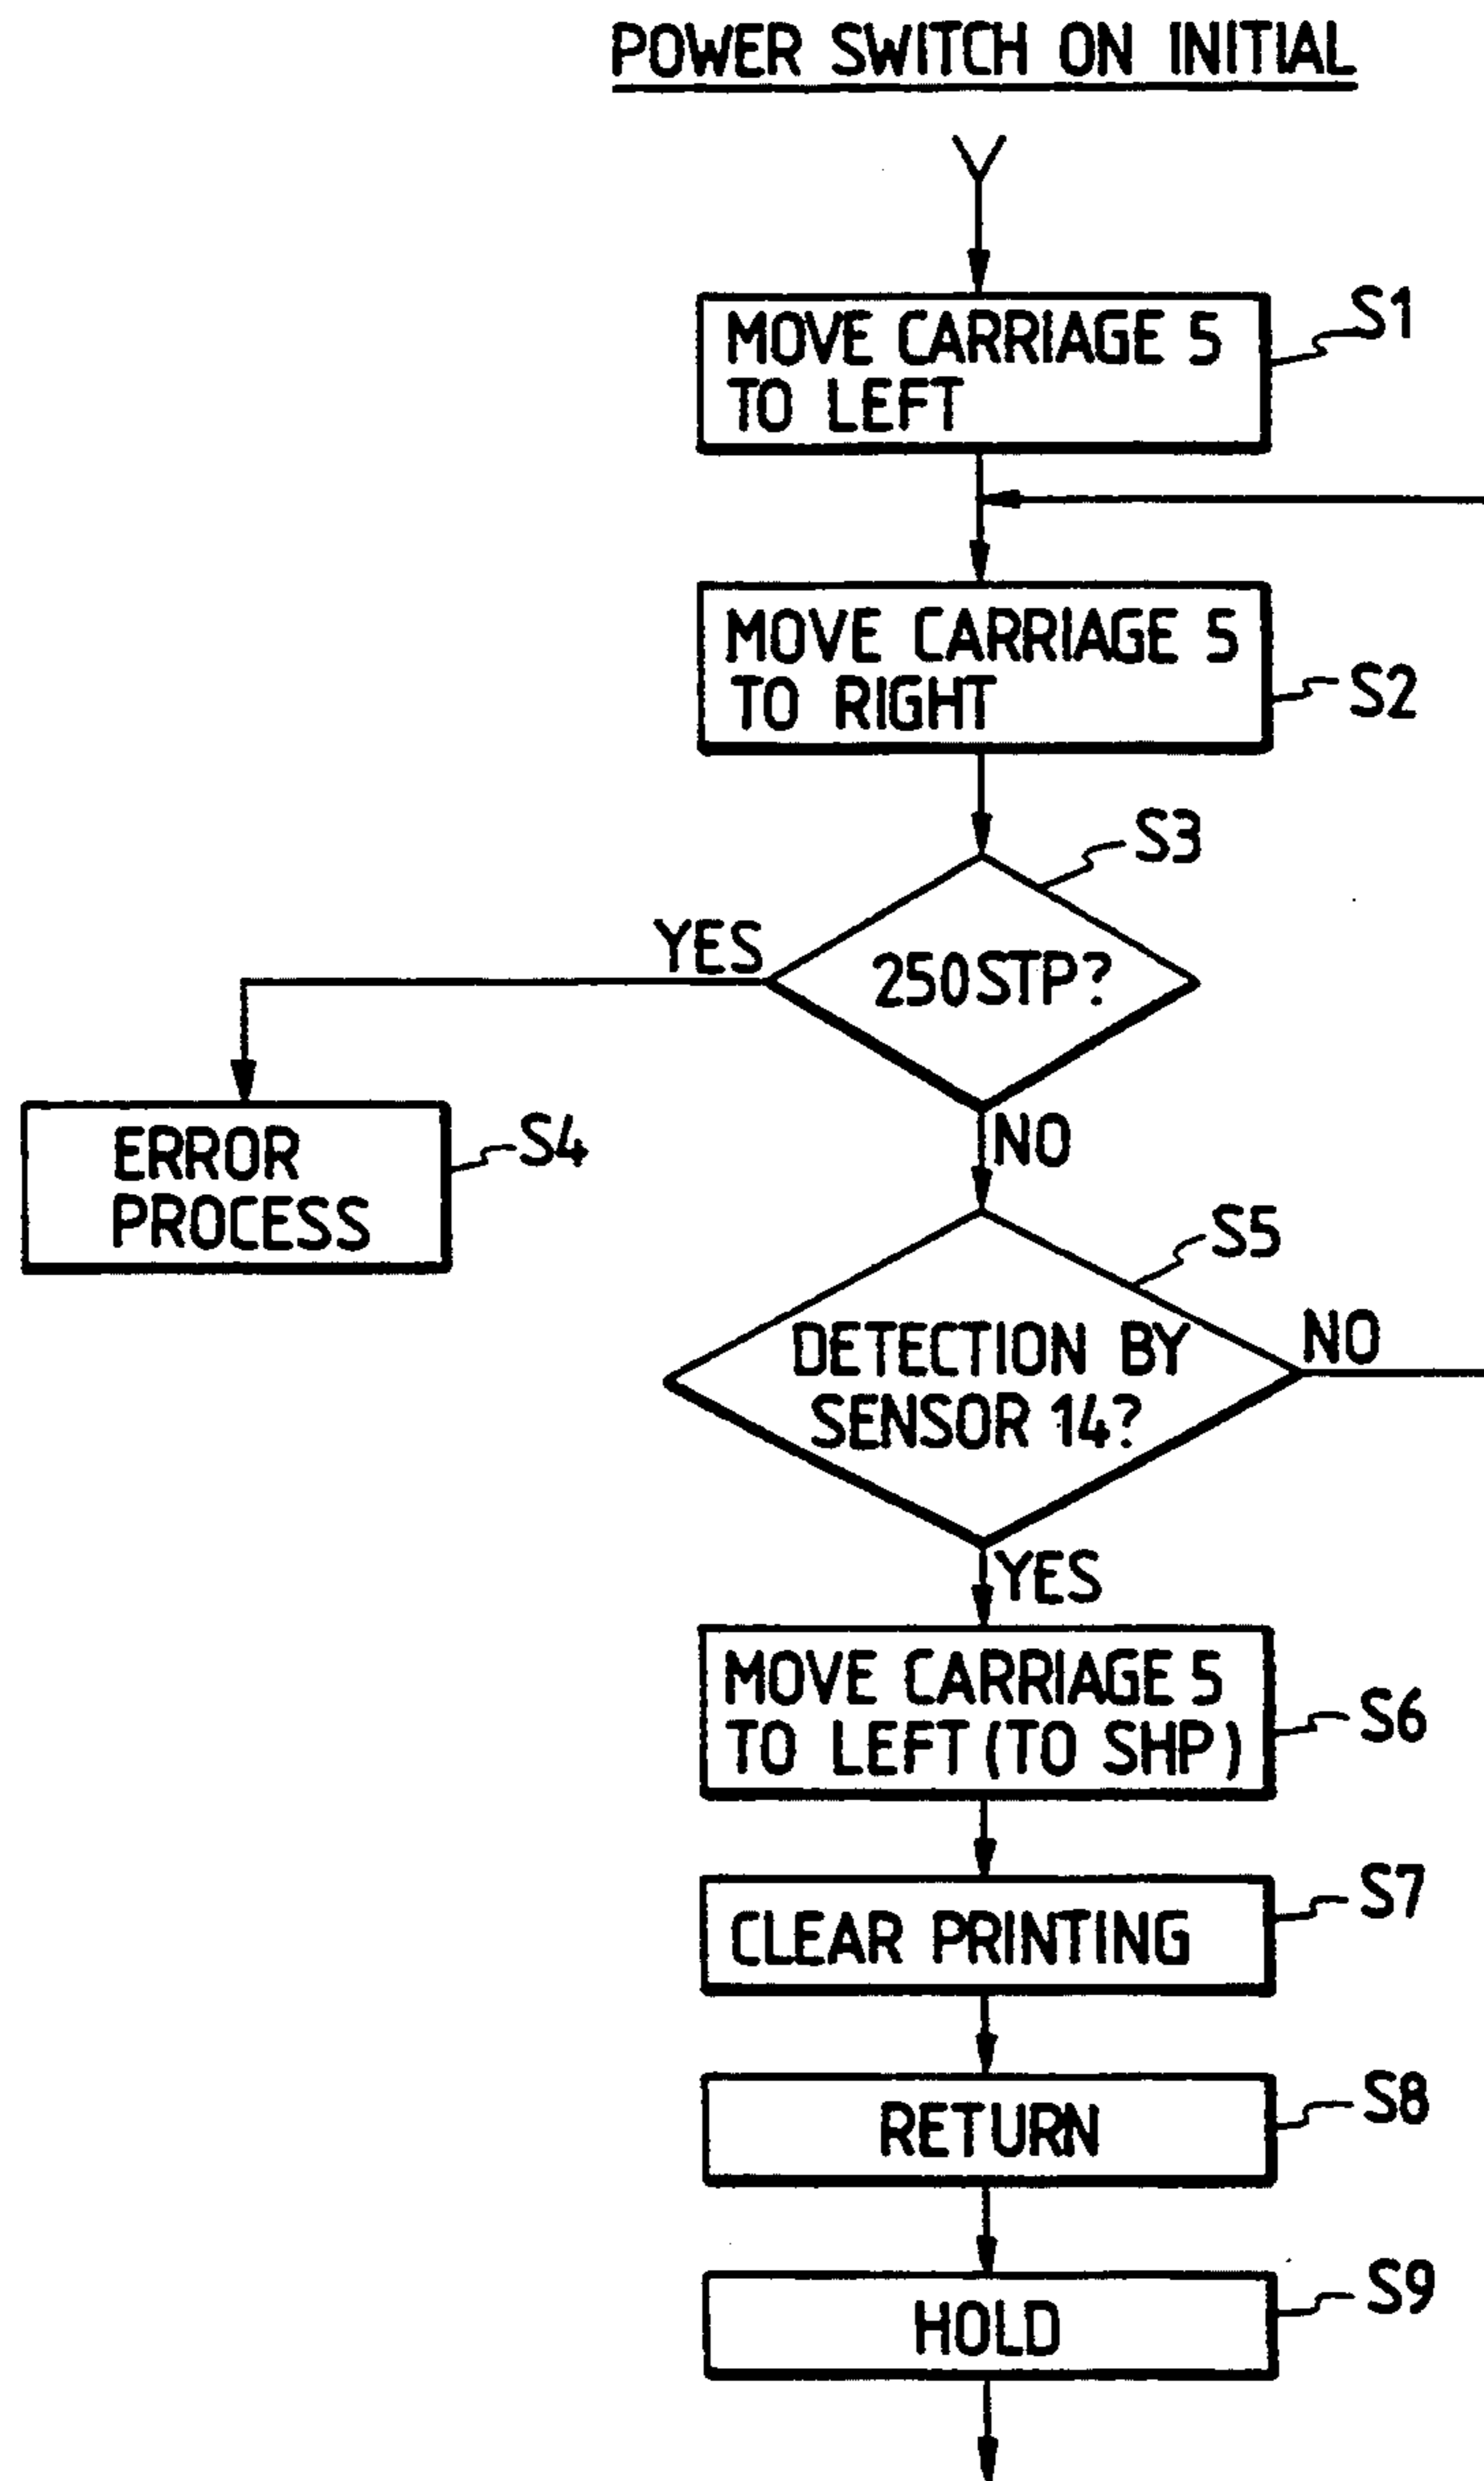 POWER SWITCH ON INITIAL
MOVE CARRIAGE 5
TO LEFT
S1
MOVE CARRIAGE 5
TO RIGHT
S2
S3
250STP?
YES
NO
ERROR
PROCESS
S4
S5
DETECTION BY
SENSOR 14?
NO
YES
MOVE CARRIAGE 5
TO LEFT (TO SHP)
S6
CLEAR PRINTING
S7
RETURN
S8
HOLD
S9